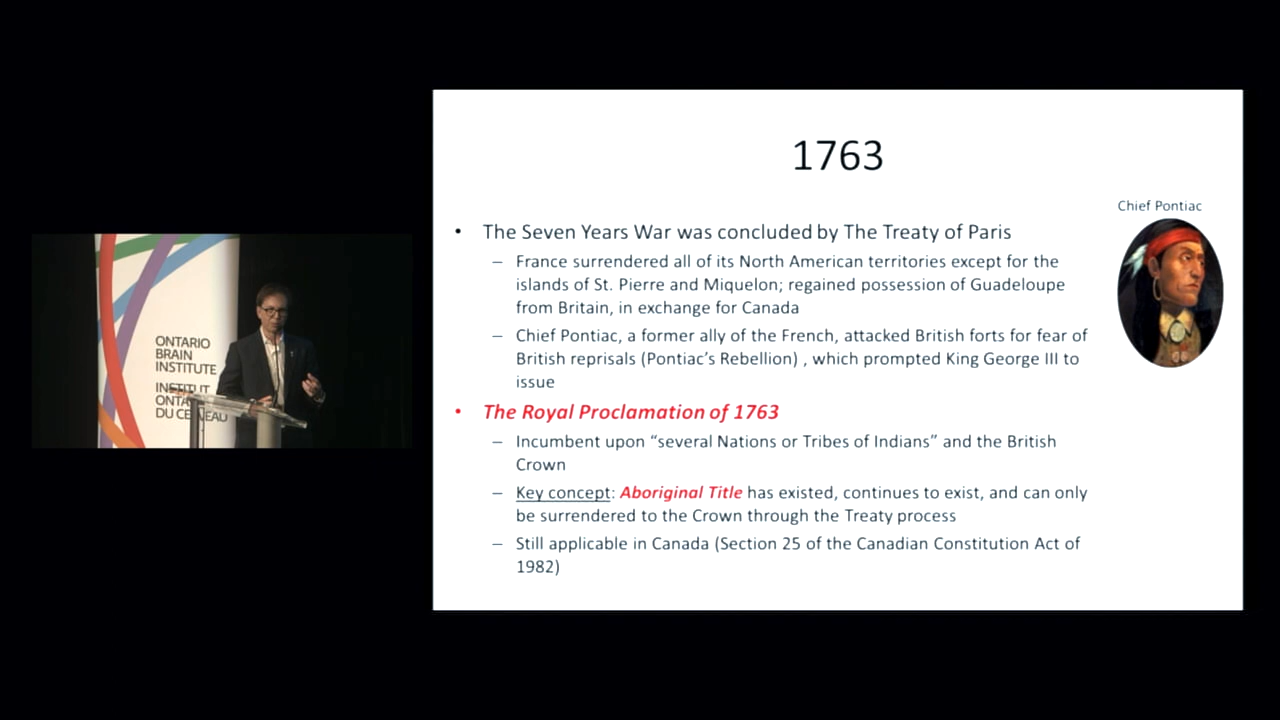 ONTARIO
BRAIN
INSTITUTE
INSTITUT
DU CERVEAU
1763
Chief Pontiac
• The Seven Years War was concluded by The Treaty of Paris
– France surrendered all of its North American territories except for the
islands of St. Pierre and Miquelon; regained possession of Guadeloupe
from Britain, in exchange for Canada
– Chief Pontiac, a former ally of the French, attacked British forts for fear of
British reprisals (Pontiac's Rebellion) , which prompted King George III to
issue
• The Royal Proclamation of 1763
– Incumbent upon “several Nations or Tribes of Indians” and the British
Crown
– Key concept: Aboriginal Title has existed, continues to exist, and can only
be surrendered to the Crown through the Treaty process
– Still applicable in Canada (Section 25 of the Canadian Constitution Act of
1982)